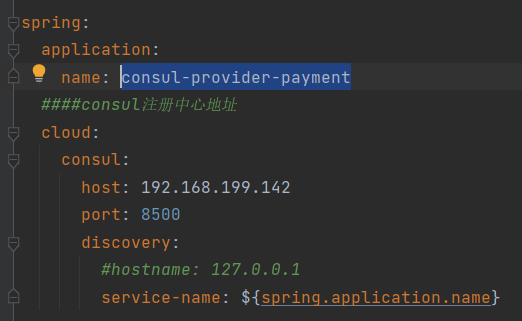 spring:
  application:
    name: consul-provider-payment
  ####consul注册中心地址
  cloud:
    consul:
      host: 192.168.199.142
      port: 8500
      discovery:
        #hostname: 127.0.0.1
        service-name: ${spring.application.name}